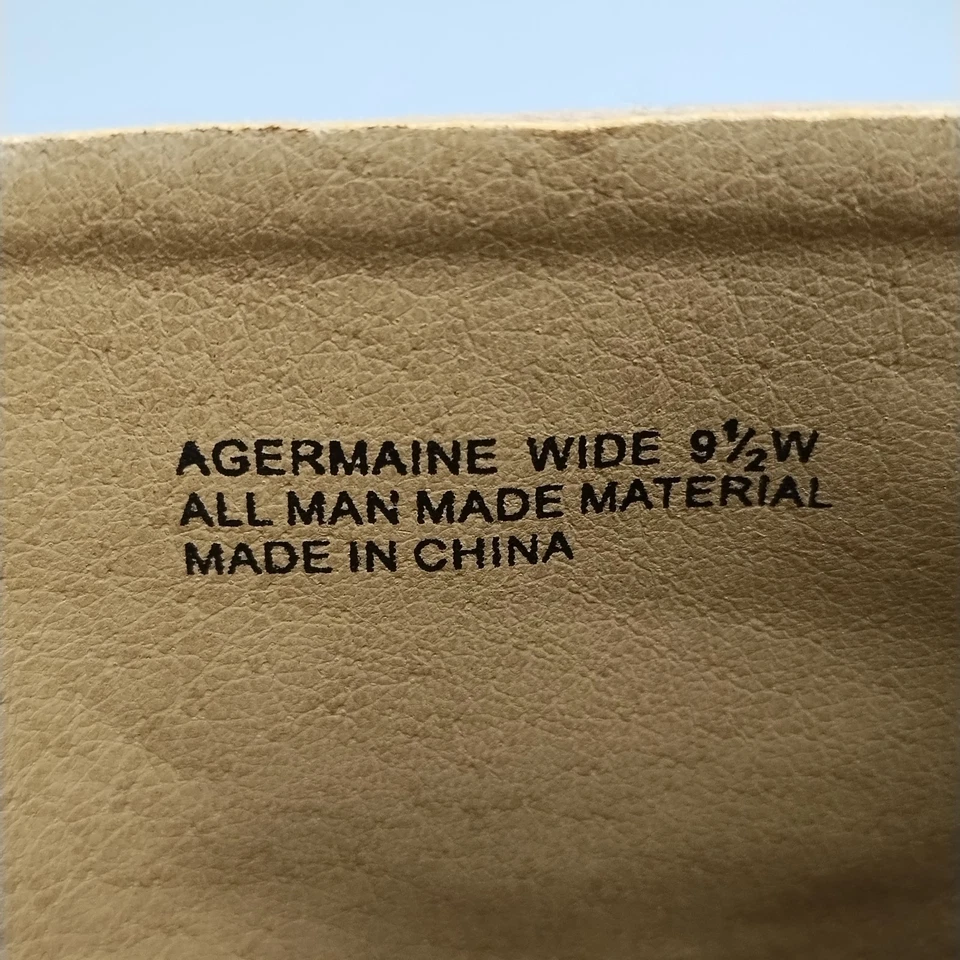 AGERMAINE WIDE 9½W
ALL MAN MADE MATERIAL
MADE IN CHINA